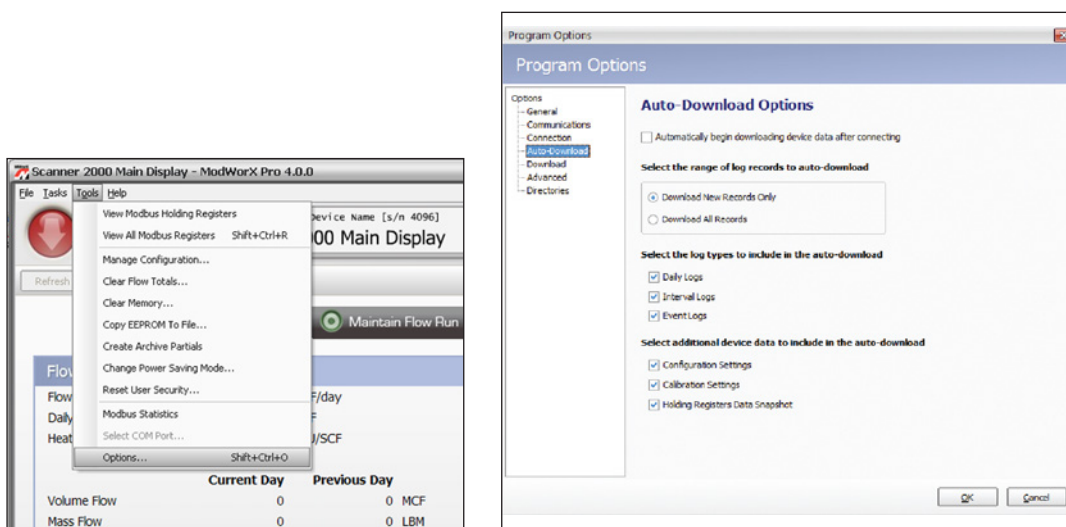 Scanner 2000 Main Display - ModWorX Pro 4.0.0
File Tasks Tools Help
View Modbus Holding Registers
View All Modbus Registers Shift+Ctrl+R
Manage Configuration...
Clear Flow Totals...
Clear Memory...
Copy EEPROM To File...
Create Archive Partials
Change Power Saving Mode...
Reset User Security...
Modbus Statistics
Select COM Port...
Options... Shift+Ctrl+O
Device Name [s/n 4096]
00 Main Display
Refresh
Maintain Flow Run
Flow
Flow F/day
Daily F
Heat J/SCF
Current Day Previous Day
Volume Flow 0 0 MCF
Mass Flow 0 0 LBM
Program Options
Program Options
Options
General
Communications
Connection
Auto-Download
Download
Advanced
Directories
Auto-Download Options
Automatically begin downloading device data after connecting
Select the range of log records to auto-download
Download New Records Only
Download All Records
Select the log types to include in the auto-download
Daily Logs
Interval Logs
Event Logs
Select additional device data to include in the auto-download
Configuration Settings
Calibration Settings
Holding Registers Data Snapshot
OK Cancel